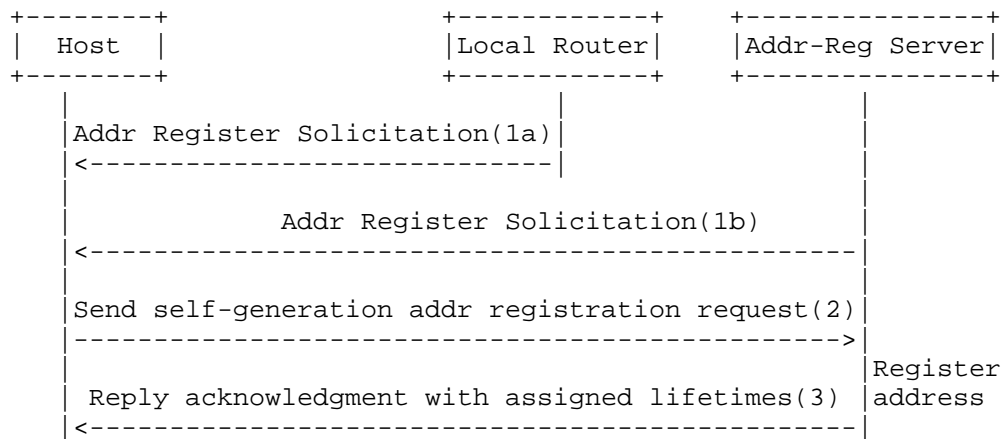 Host Local Router Addr-Reg Server
Addr Register Solicitation(1a)
Addr Register Solicitation(1b)
Send self-generation addr registration request(2)
Register
Reply acknowledgment with assigned lifetimes(3) address